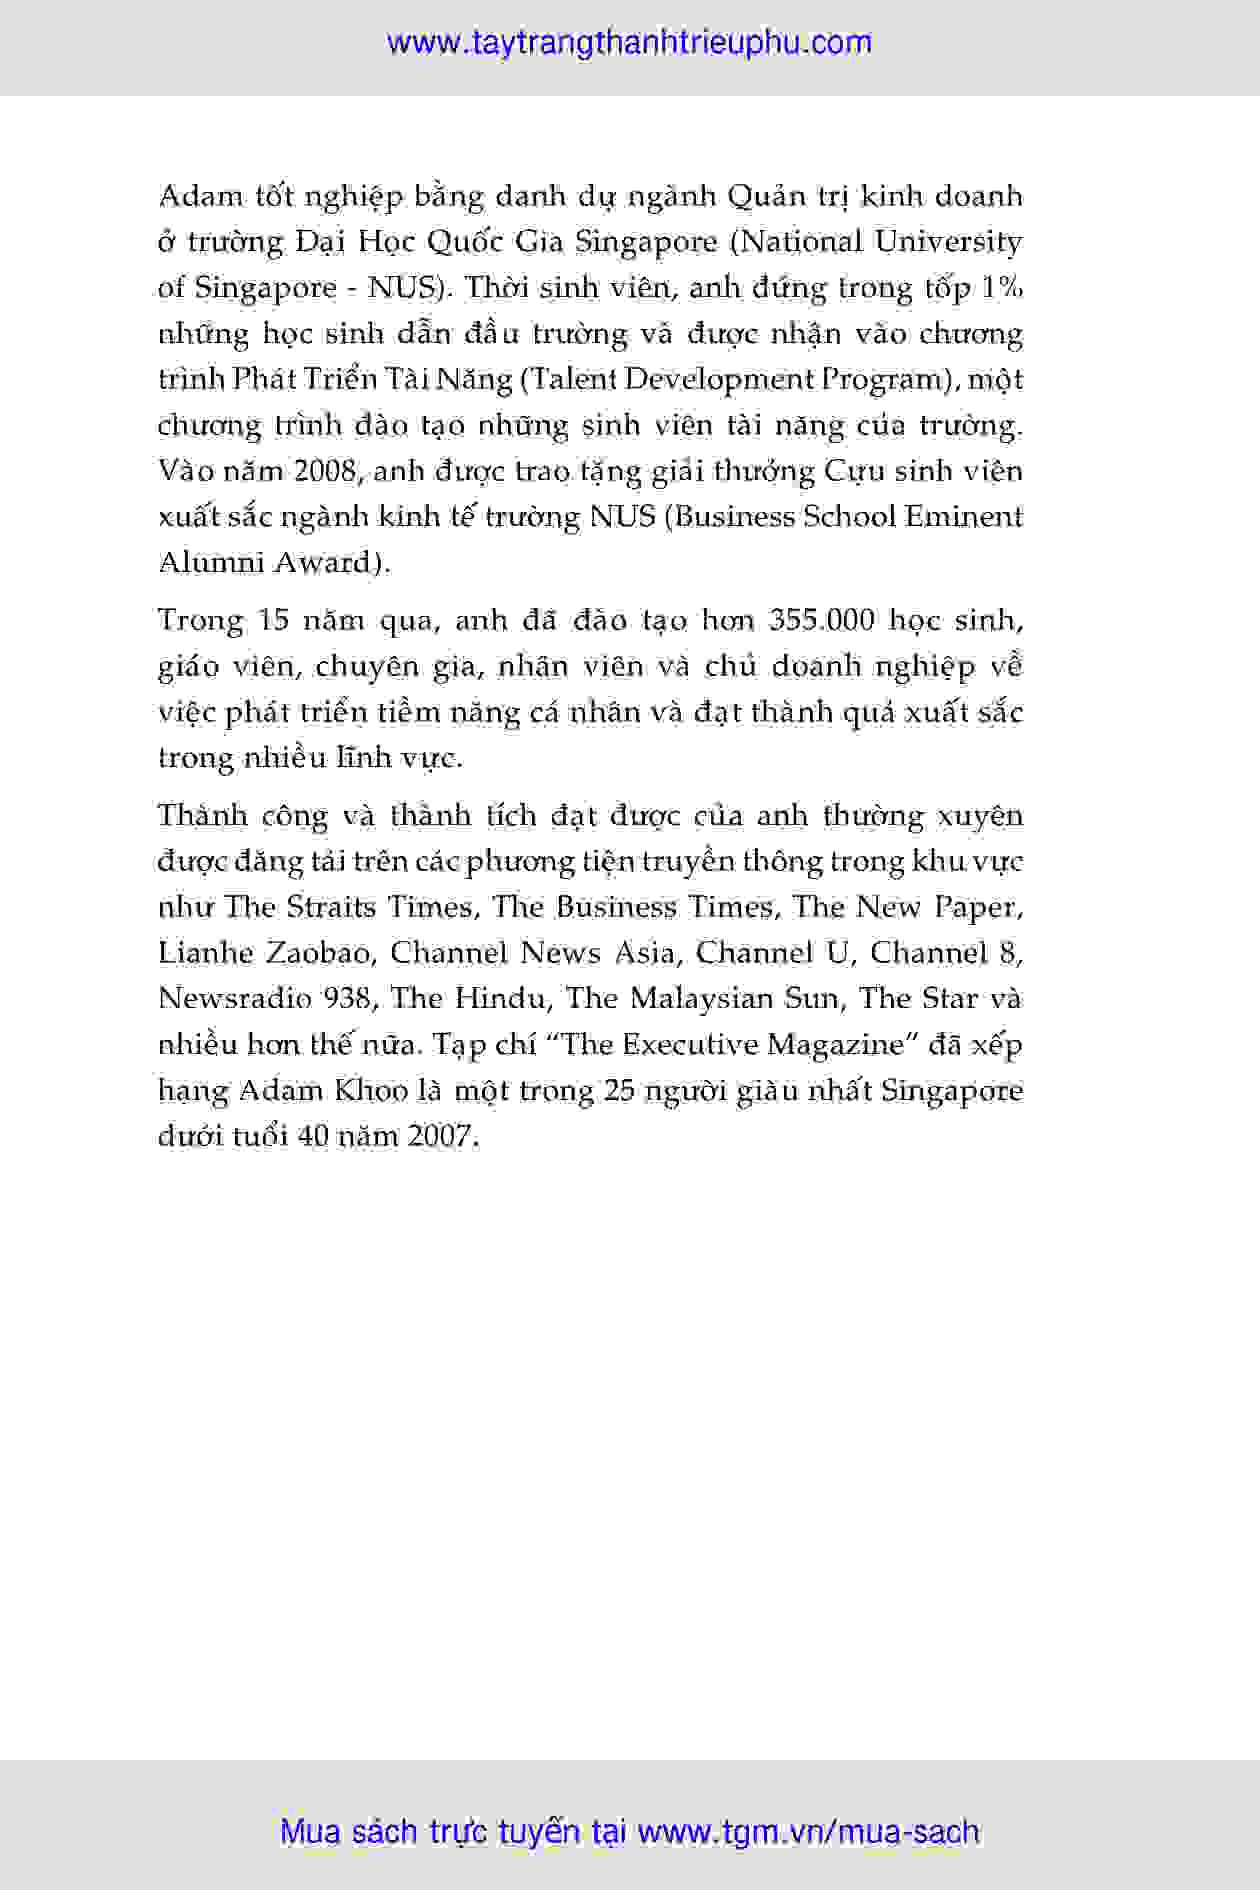 www.taytrangthanhtrieuphu.com
Adam tốt nghiệp bằng danh dự ngành Quản trị kinh doanh
ở trường Đại Học Quốc Gia Singapore (National University
of Singapore - NUS). Thời sinh viên, anh đứng trong tốp 1%
những học sinh dẫn đầu trường và được nhận vào chương
trình Phát Triển Tài Năng (Talent Development Program), một
chương trình đào tạo những sinh viên tài năng của trường.
Vào năm 2008, anh được trao tặng giải thưởng Cựu sinh viên
xuất sắc ngành kinh tế trường NUS (Business School Eminent
Alumni Award).
Trong 15 năm qua, anh đã đào tạo hơn 355.000 học sinh,
giáo viên, chuyên gia, nhân viên và chủ doanh nghiệp về
việc phát triển tiềm năng cá nhân và đạt thành quả xuất sắc
trong nhiều lĩnh vực.
Thành công và thành tích đạt được của anh thường xuyên
được đăng tải trên các phương tiện truyền thông trong khu vực
như The Straits Times, The Business Times, The New Paper,
Lianhe Zaobao, Channel News Asia, Channel U, Channel 8,
Newsradio 938, The Hindu, The Malaysian Sun, The Star và
nhiều hơn thế nữa. Tạp chí “The Executive Magazine” đã xếp
hạng Adam Khoo là một trong 25 người giàu nhất Singapore
dưới tuổi 40 năm 2007.
Mua sách trực tuyến tại www.tgm.vn/mua-sach